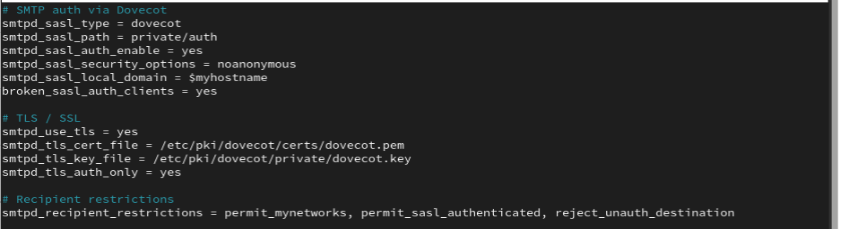 # SMTP auth via Dovecot
smtpd_sasl_type = dovecot
smtpd_sasl_path = private/auth
smtpd_sasl_auth_enable = yes
smtpd_sasl_security_options = noanonymous
smtpd_sasl_local_domain = $myhostname
broken_sasl_auth_clients = yes

# TLS / SSL
smtpd_use_tls = yes
smtpd_tls_cert_file = /etc/pki/dovecot/certs/dovecot.pem
smtpd_tls_key_file = /etc/pki/dovecot/private/dovecot.key
smtpd_tls_auth_only = yes

# Recipient restrictions
smtpd_recipient_restrictions = permit_mynetworks, permit_sasl_authenticated, reject_unauth_destination